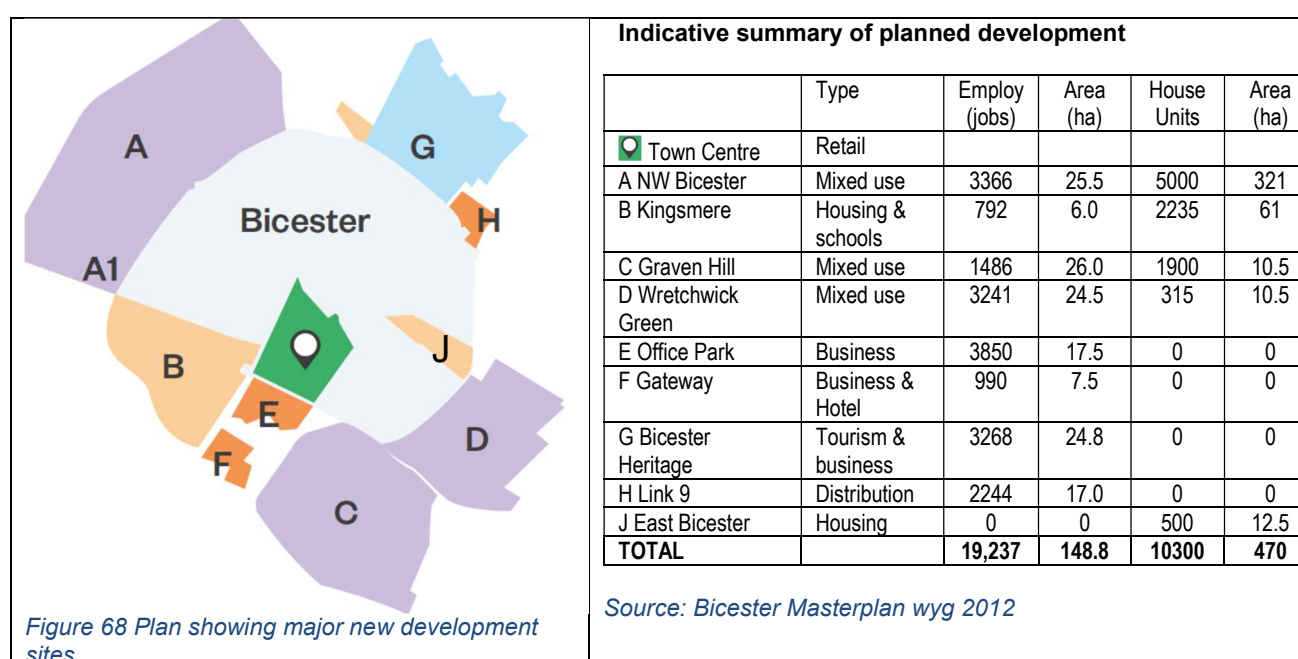 A
G
H
Bicester
A1
J
B
E
D
F
C
Figure 68 Plan showing major new development
sites
Indicative summary of planned development
Type Employ (jobs) Area (ha) House Units Area (ha)
Town Centre Retail
A NW Bicester Mixed use 3366 25.5 5000 321
B Kingsmere Housing & schools 792 6.0 2235 61
C Graven Hill Mixed use 1486 26.0 1900 10.5
D Wretchwick Green Mixed use 3241 24.5 315 10.5
E Office Park Business 3850 17.5 0 0
F Gateway Business & Hotel 990 7.5 0 0
G Bicester Heritage Tourism & business 3268 24.8 0 0
H Link 9 Distribution 2244 17.0 0 0
J East Bicester Housing 0 0 500 12.5
TOTAL 19,237 148.8 10300 470
Source: Bicester Masterplan wyg 2012